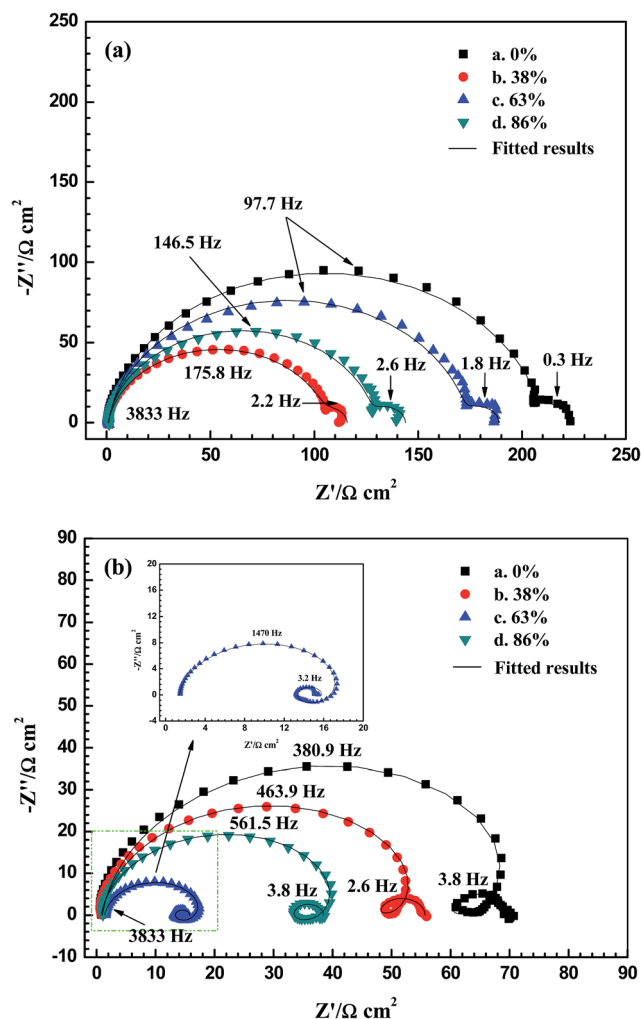 (a)
a. 0%
b. 38%
c. 63%
d. 86%
Fitted results
250
200
150
100
50
0
-Z''/Ω cm²
97.7 Hz
146.5 Hz
175.8 Hz
3833 Hz
2.2 Hz
2.6 Hz
1.8 Hz
0.3 Hz
0 50 100 150 200 250
Z'/Ω cm²
(b)
a. 0%
b. 38%
c. 63%
d. 86%
Fitted results
90
80
70
60
50
40
30
20
10
0
-10
-Z''/Ω cm²
20
16
12
8
4
0
-4
-Z''/Ω cm²
1470 Hz
3.2 Hz
0 4 8 12 16 20
Z'/Ω cm²
380.9 Hz
463.9 Hz
561.5 Hz
3.8 Hz
2.6 Hz
3.8 Hz
3833 Hz
0 10 20 30 40 50 60 70 80 90
Z'/Ω cm²